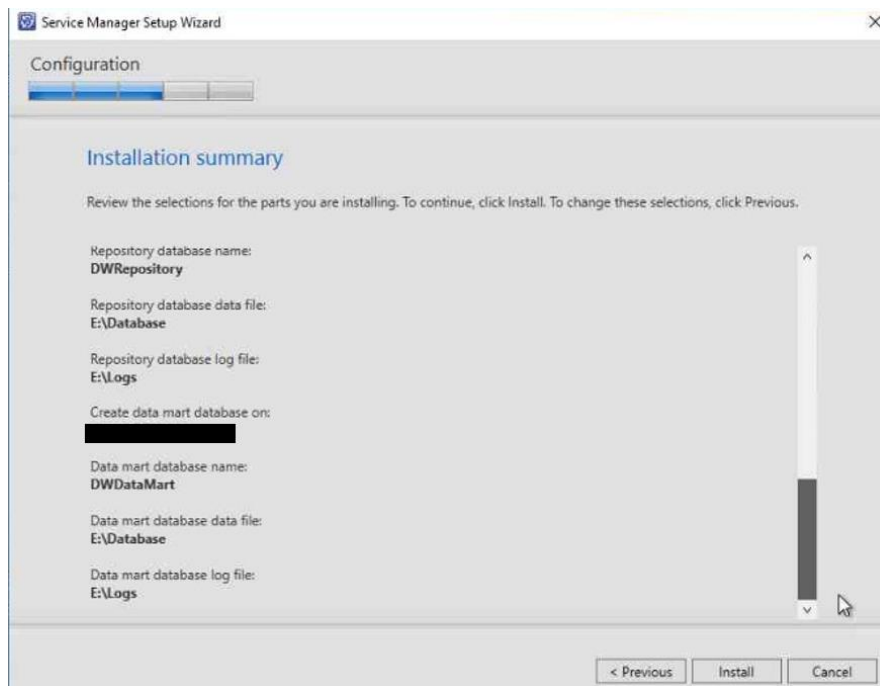 Service Manager Setup Wizard
Configuration
Installation summary
Review the selections for the parts you are installing. To continue, click Install. To change these selections, click Previous.
Repository database name:
DWRepository
Repository database data file:
E:\Database
Repository database log file:
E:\Logs
Create data mart database on:
Data mart database name:
DWDataMart
Data mart database data file:
E:\Database
Data mart database log file:
E:\Logs
< Previous Install Cancel